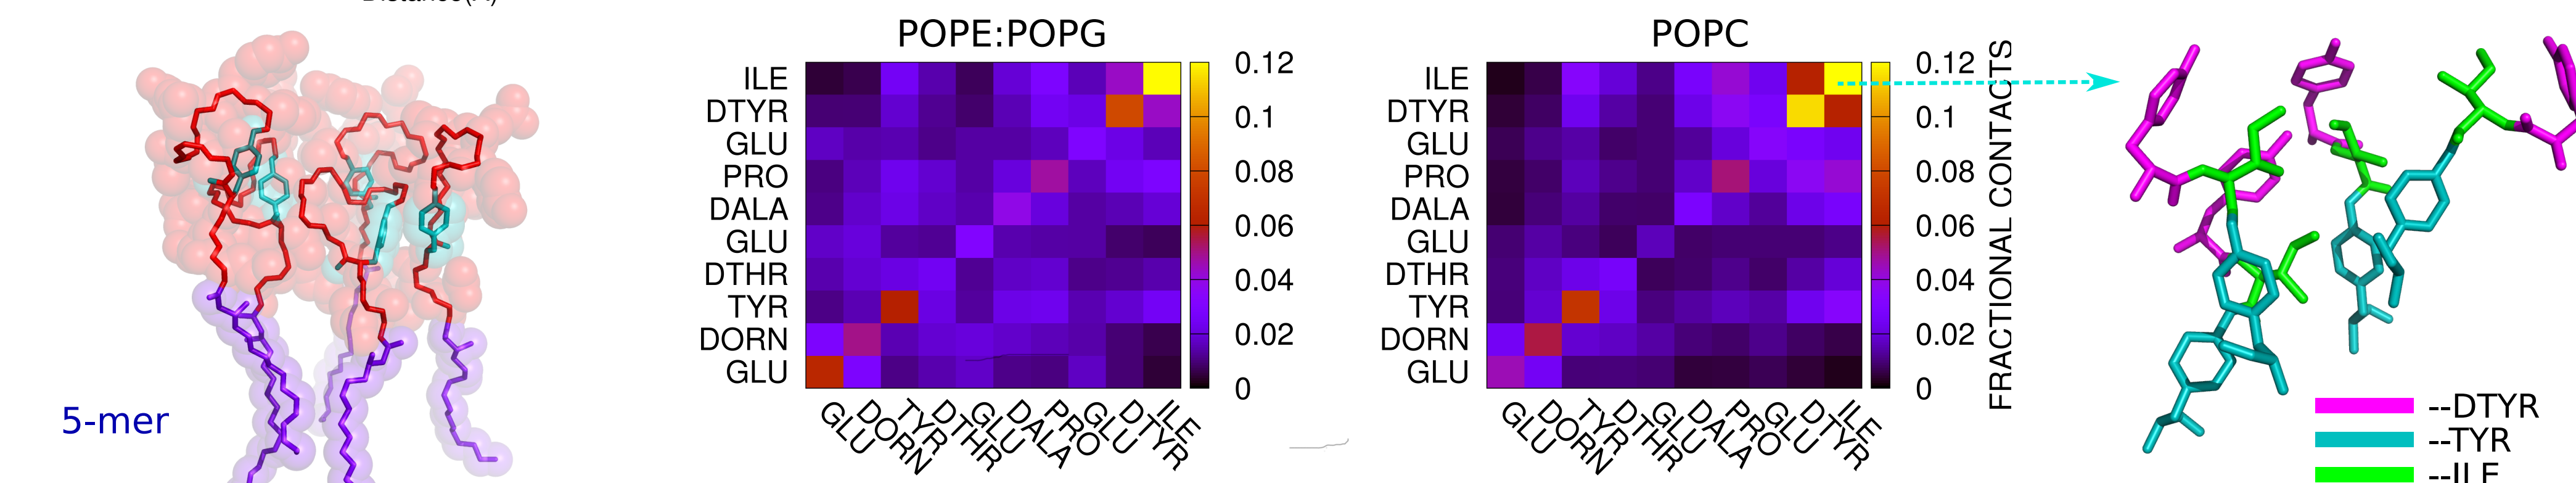 5-mer
POPE:POPG
ILE
DTYR
GLU
PRO
DALA
GLU
DTHR
TYR
DORN
GLU
GLU DORN TYR DTHR GLU DALA PRO GLU DTYR ILE
0.12
0.1
0.08
0.06
0.04
0.02
0
POPC
ILE
DTYR
GLU
PRO
DALA
GLU
DTHR
TYR
DORN
GLU
GLU DORN TYR DTHR GLU DALA PRO GLU DTYR ILE
0.12
0.1
0.08
0.06
0.04
0.02
0
FRACTIONAL CONTACTS
--DTYR
--TYR
--ILE